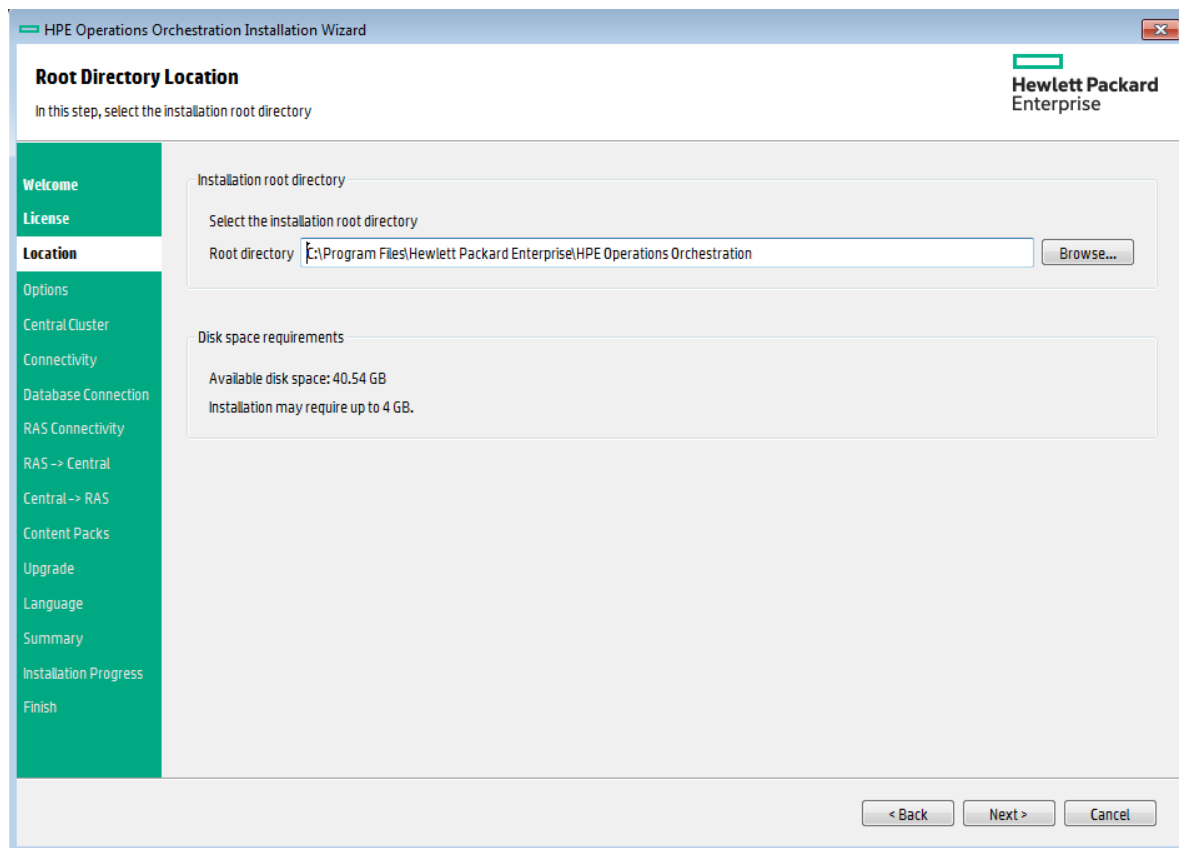 HPE Operations Orchestration Installation Wizard
Root Directory Location
In this step, select the installation root directory
Hewlett Packard
Enterprise
Welcome
License
Location
Options
Central Cluster
Connectivity
Database Connection
RAS Connectivity
RAS -> Central
Central -> RAS
Content Packs
Upgrade
Language
Summary
Installation Progress
Finish
Installation root directory
Select the installation root directory
Root directory C:\Program Files\Hewlett Packard Enterprise\HPE Operations Orchestration Browse...
Disk space requirements
Available disk space: 40.54 GB
Installation may require up to 4 GB.
< Back Next > Cancel